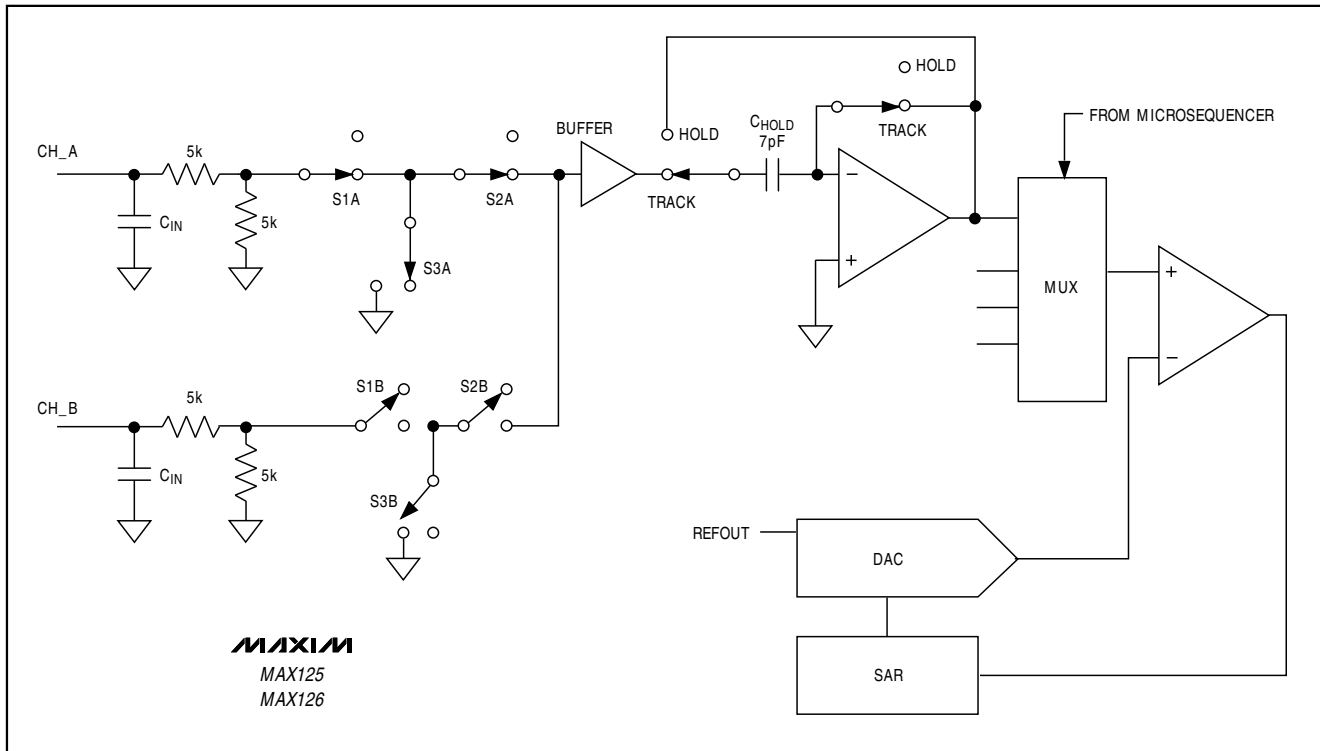 HOLD
BUFFER
HOLD
C_HOLD
7pF
TRACK
FROM MICROSEQUENCER
CH_A
5k
S1A
S2A
TRACK
C_IN
5k
S3A
−
+
MUX
+
−
CH_B
5k
S1B
S2B
C_IN
5k
S3B
REFOUT
DAC
SAR
MAXIM
MAX125
MAX126